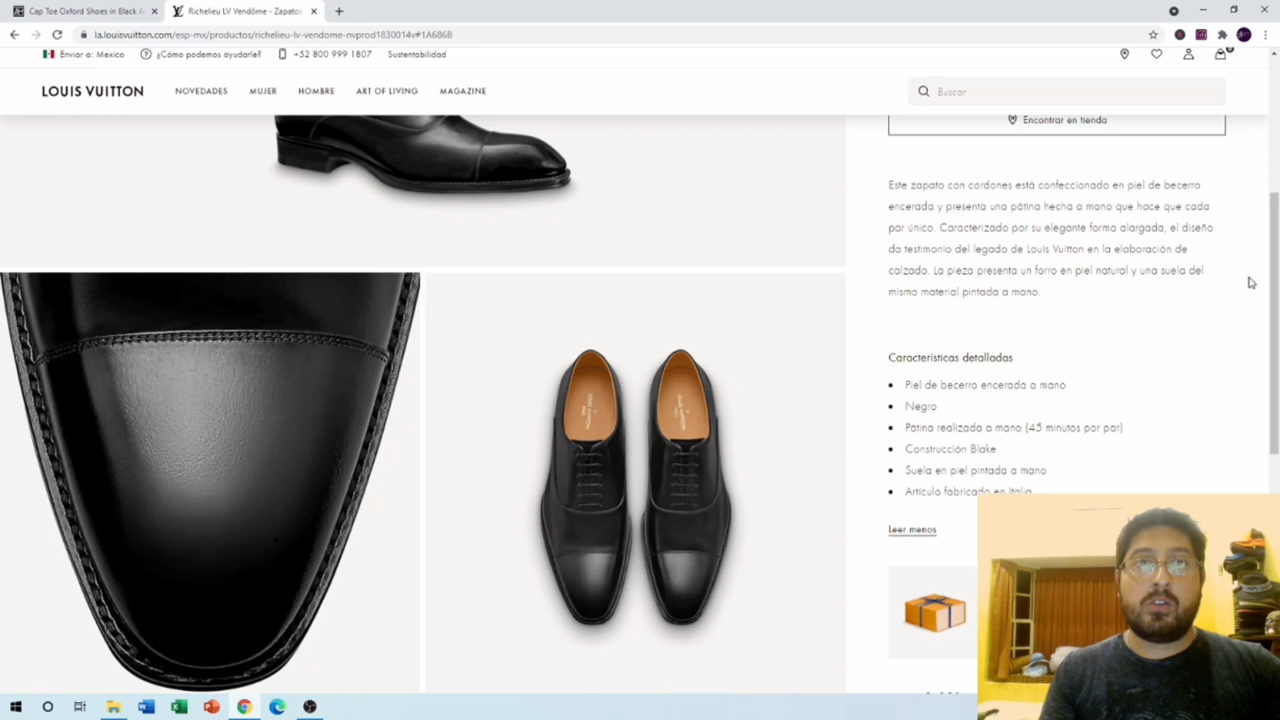 Cap Toe Oxford Shoes in Black A
Richelieu LV Vendôme - Zapatos
la.louisvuitton.com/esp-mx/productos/richelieu-lv-vendome-nvprod1830014v#1A6868
Enviar a: Mexico
¿Cómo podemos ayudarle?
+52 800 999 1807
Sustentabilidad
LOUIS VUITTON
NOVEDADES
MUJER
HOMBRE
ART OF LIVING
MAGAZINE
Buscar
Encontrar en tienda
Este zapato con cordones está confeccionado en piel de becerro
encerada y presenta una pátina hecha a mano que hace que cada
par único. Caracterizado por su elegante forma alargada, el diseño
da testimonio del legado de Louis Vuitton en la elaboración de
calzado. La pieza presenta un forro en piel natural y una suela del
mismo material pintada a mano.
Características detalladas
Piel de becerro encerada a mano
Negro
Pátina realizada a mano (45 minutos por par)
Construcción Blake
Suela en piel pintada a mano
Artículo fabricado en Italia
Leer menos